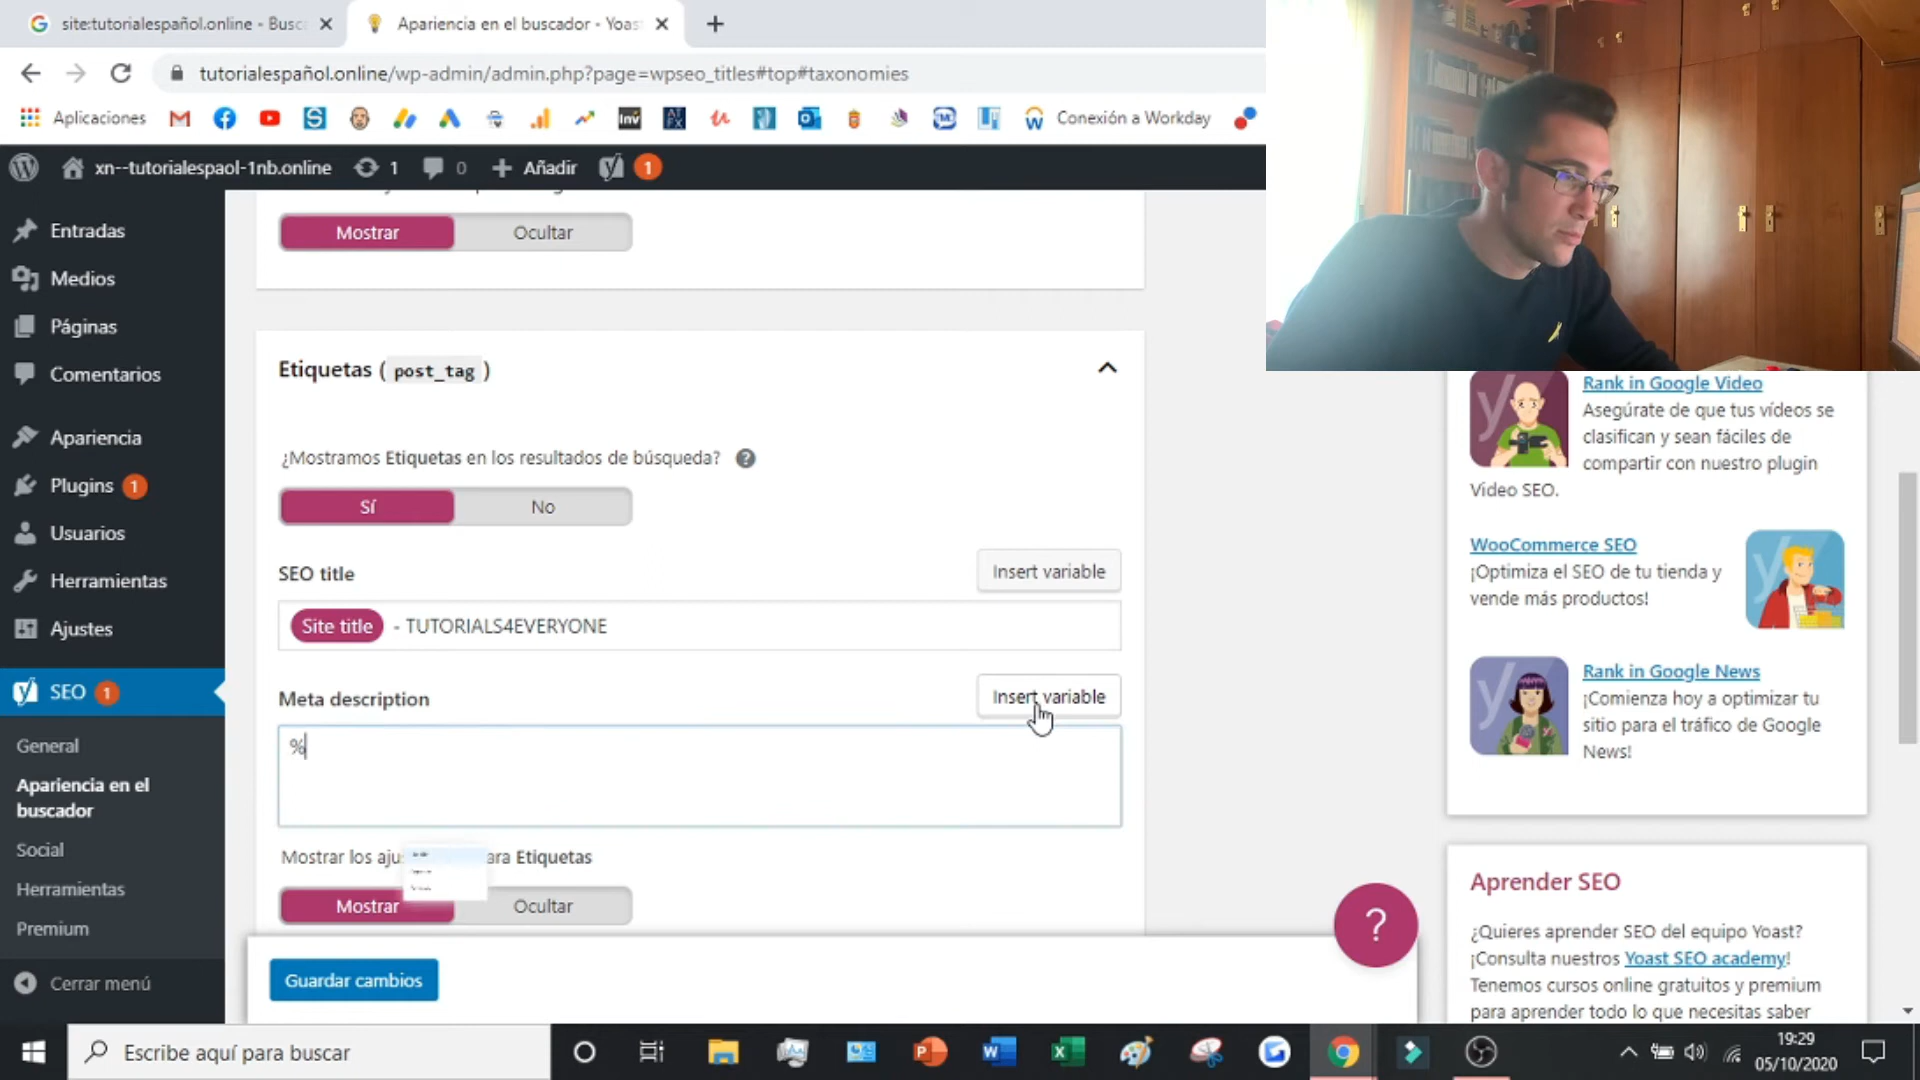 site:tutorialespañol.online - Busc
Apariencia en el buscador - Yoas
tutorialespañol.online/wp-admin/admin.php?page=wpseo_titles#top#taxonomies
Aplicaciones
Conexión a Workday
xn--tutorialespaol-1nb.online
1
0
Añadir
1
Entradas
Medios
Páginas
Comentarios
Apariencia
Plugins 1
Usuarios
Herramientas
Ajustes
SEO 1
General
Apariencia en el
buscador
Social
Herramientas
Premium
Cerrar menú
Mostrar
Ocultar
Etiquetas ( post_tag )
¿Mostramos Etiquetas en los resultados de búsqueda? ?
Sí
No
SEO title
Insert variable
Site title - TUTORIALS4EVERYONE
Meta description
Insert variable
%
Mostrar los aju ara Etiquetas
Mostrar
Ocultar
Guardar cambios
?
Rank in Google Video
Asegúrate de que tus vídeos se
clasifican y sean fáciles de
compartir con nuestro plugin
Video SEO.
WooCommerce SEO
¡Optimiza el SEO de tu tienda y
vende más productos!
Rank in Google News
¡Comienza hoy a optimizar tu
sitio para el tráfico de Google
News!
Aprender SEO
¿Quieres aprender SEO del equipo Yoast?
¡Consulta nuestros Yoast SEO academy!
Tenemos cursos online gratuitos y premium
para aprender todo lo que necesitas saber
Escribe aquí para buscar
19:29
05/10/2020